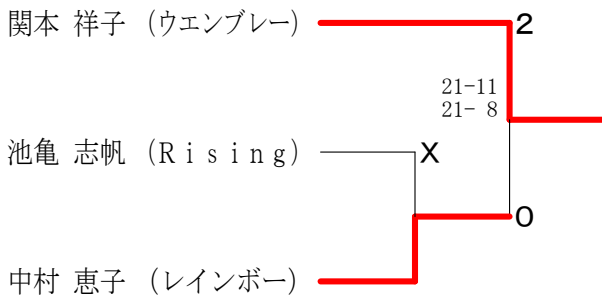 関本 祥子 (ウエンブレー)
2
21-11
21- 8
池亀 志帆 (Rising)
X
0
中村 恵子 (レインボー)